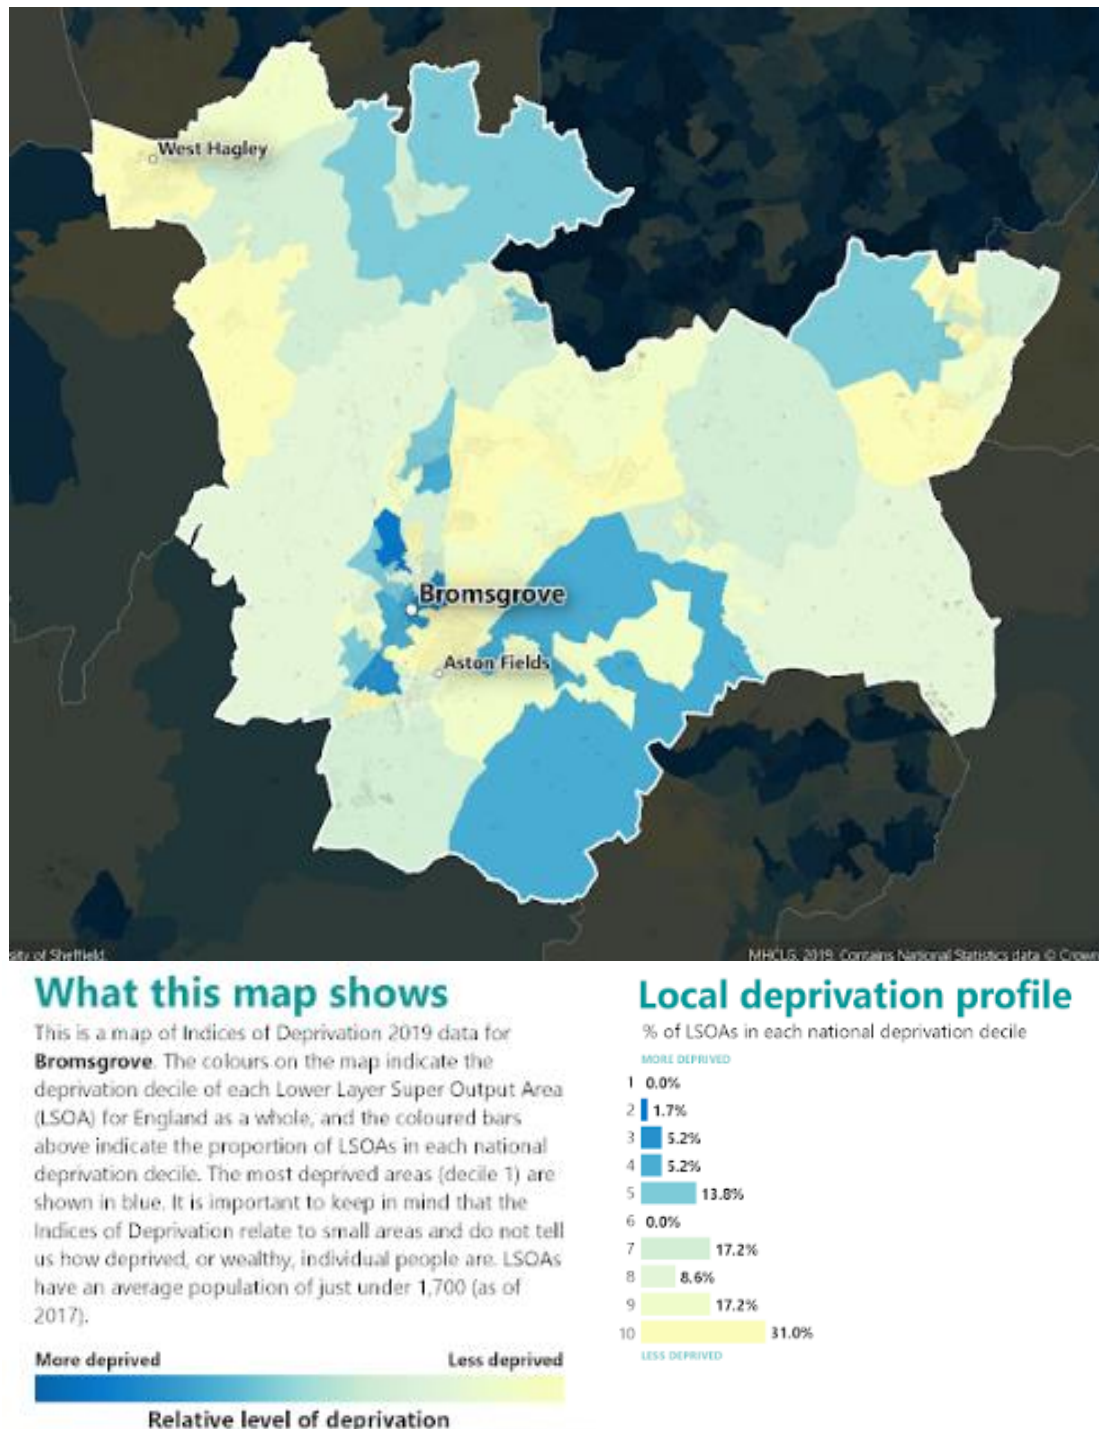 West Hagley
Bromsgrove
Aston Fields
sity of Sheffield.
MHCLG, 2019. Contains National Statistics data © Crown
What this map shows
This is a map of Indices of Deprivation 2019 data for
Bromsgrove. The colours on the map indicate the
deprivation decile of each Lower Layer Super Output Area
(LSOA) for England as a whole, and the coloured bars
above indicate the proportion of LSOAs in each national
deprivation decile. The most deprived areas (decile 1) are
shown in blue. It is important to keep in mind that the
Indices of Deprivation relate to small areas and do not tell
us how deprived, or wealthy, individual people are. LSOAs
have an average population of just under 1,700 (as of
2017).
More deprived Less deprived
Relative level of deprivation
Local deprivation profile
% of LSOAs in each national deprivation decile
MORE DEPRIVED
1 0.0%
2 1.7%
3 5.2%
4 5.2%
5 13.8%
6 0.0%
7 17.2%
8 8.6%
9 17.2%
10 31.0%
LESS DEPRIVED